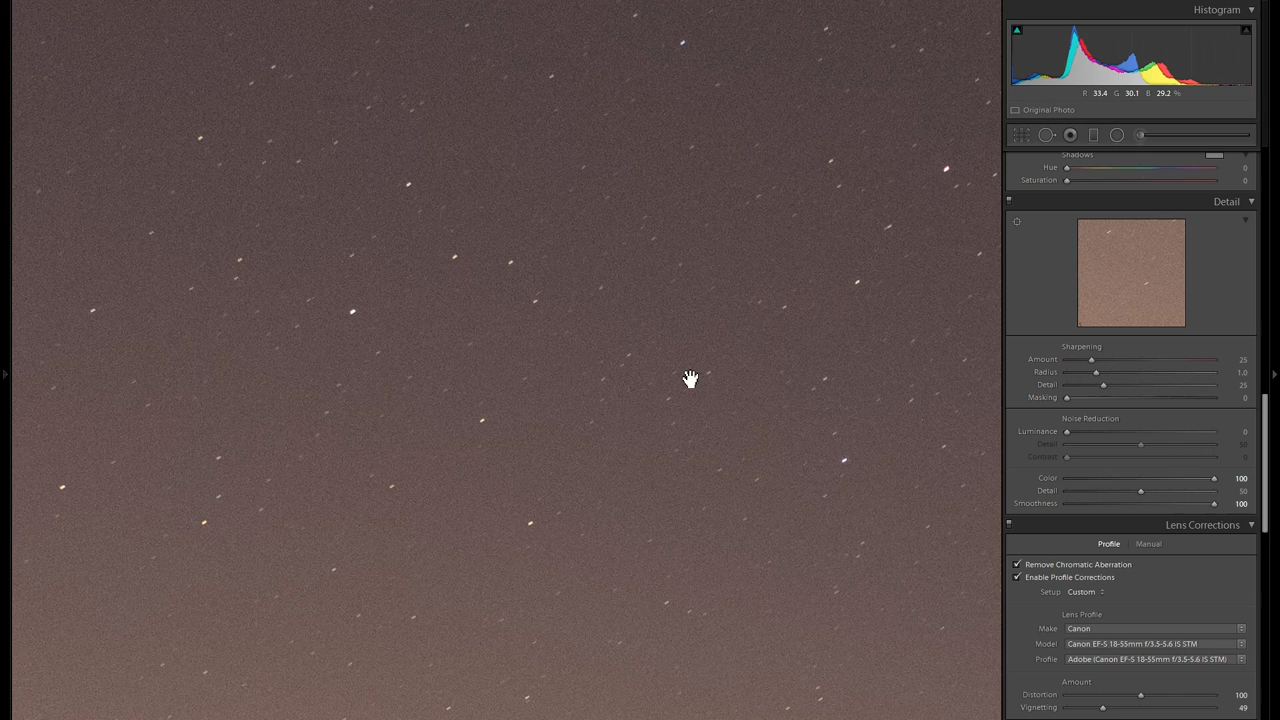 Histogram
R 33.4 G 30.1 B 29.2 %
Original Photo
Shadows
Hue 0
Saturation 0
Detail
Sharpening
Amount 25
Radius 1.0
Detail 25
Masking 0
Noise Reduction
Luminance 0
Detail 50
Contrast 0
Color 100
Detail 50
Smoothness 100
Lens Corrections
Profile Manual
Remove Chromatic Aberration
Enable Profile Corrections
Setup Custom
Lens Profile
Make Canon
Model Canon EF-S 18-55mm f/3.5-5.6 IS STM
Profile Adobe (Canon EF-S 18-55mm f/3.5-5.6 IS STM)
Amount
Distortion 100
Vignetting 49